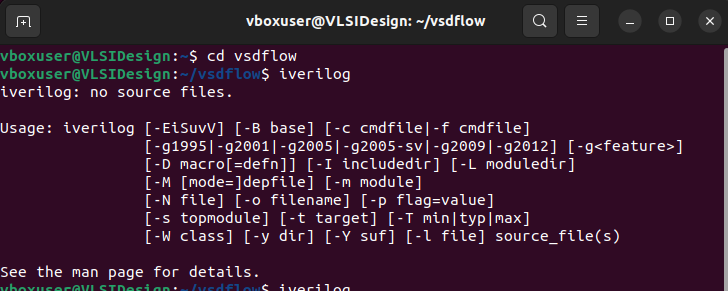 vboxuser@VLSIDesign: ~/vsdflow
vboxuser@VLSIDesign:~$ cd vsdflow
vboxuser@VLSIDesign:~/vsdflow$ iverilog
iverilog: no source files.
Usage: iverilog [-EiSuvV] [-B base] [-c cmdfile|-f cmdfile]
[-g1995|-g2001|-g2005|-g2005-sv|-g2009|-g2012] [-g<feature>]
[-D macro[=defn]] [-I includedir] [-L moduledir]
[-M [mode=]depfile] [-m module]
[-N file] [-o filename] [-p flag=value]
[-s topmodule] [-t target] [-T min|typ|max]
[-W class] [-y dir] [-Y suf] [-l file] source_file(s)
See the man page for details.
vboxuser@VLSIDesign:~/vsdflow$ iverilog